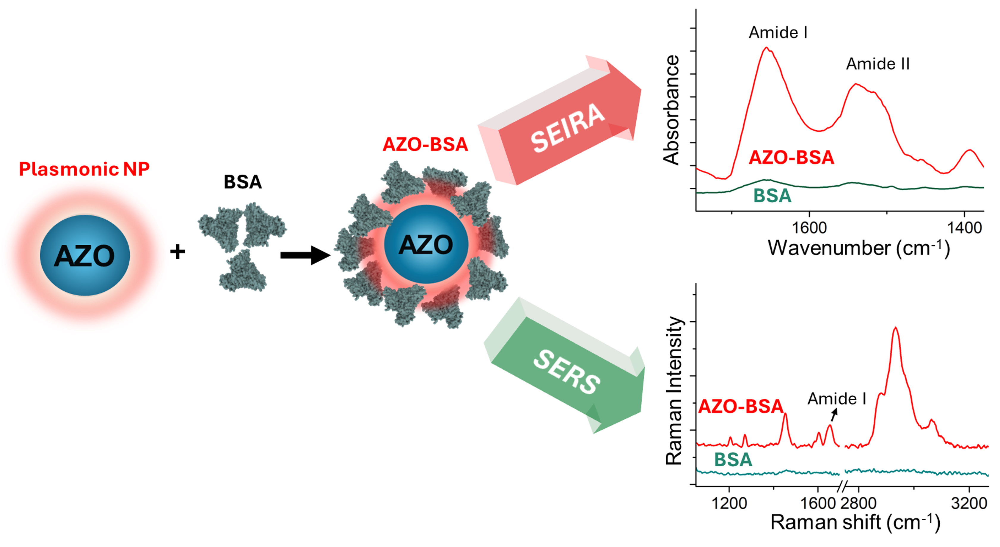 Plasmonic NP
AZO
+
BSA
AZO-BSA
AZO
SEIRA
SERS
Absorbance
Amide I
Amide II
AZO-BSA
BSA
1600
1400
Wavenumber (cm-1)
Raman Intensity
AZO-BSA
Amide I
BSA
1200
1600
2800
3200
Raman shift (cm-1)